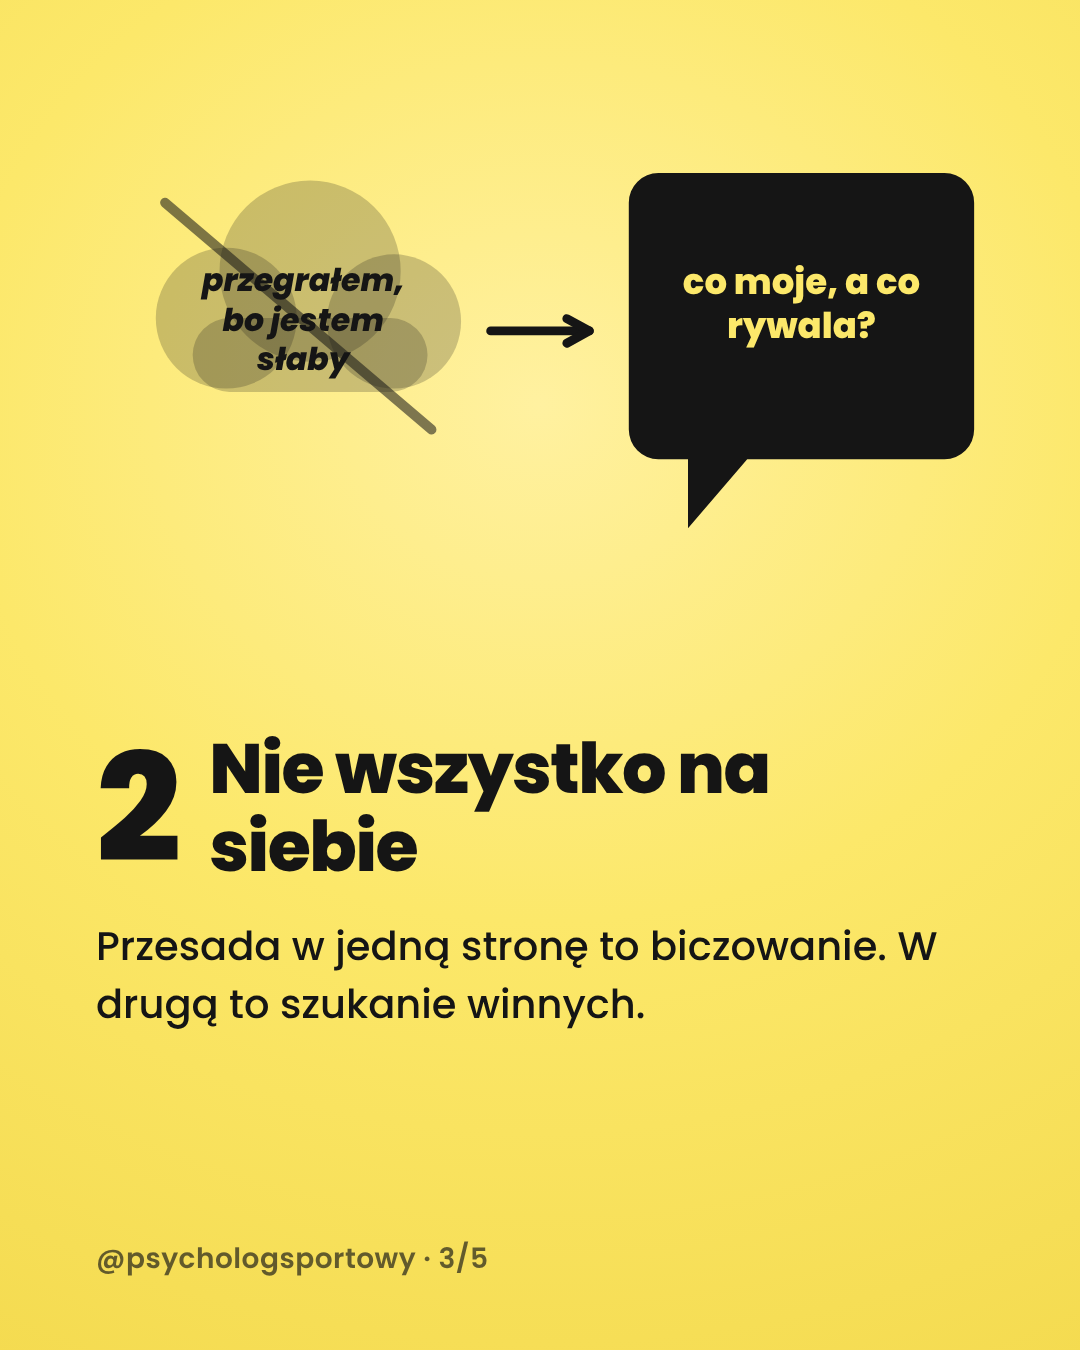 przegrałem,
bo jestem
słaby
co moje, a co
rywala?
2
Nie wszystko na
siebie
Przesada w jedną stronę to biczowanie. W
drugą to szukanie winnych.
@psychologsportowy · 3/5